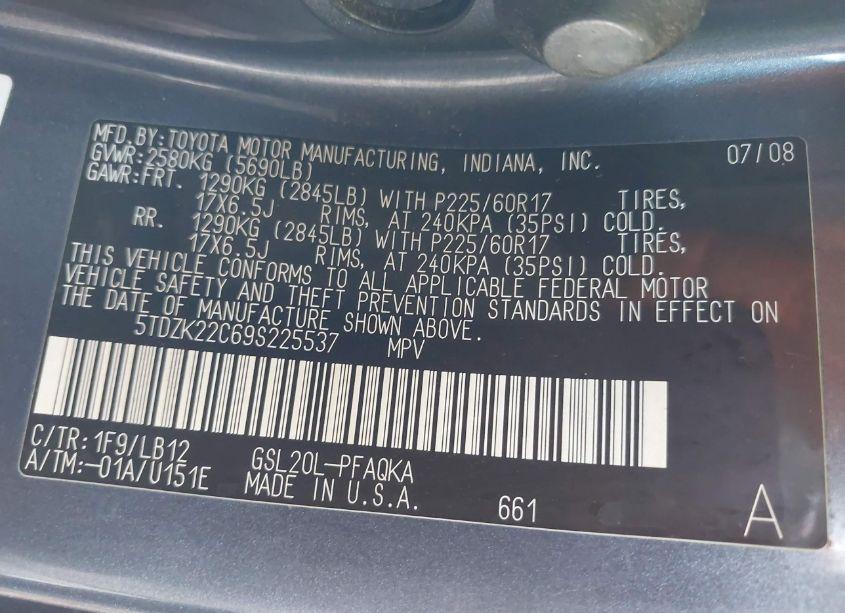 MFD. BY: TOYOTA MOTOR MANUFACTURING, INDIANA, INC. 07/08
GVWR: 2580KG (5690LB)
GAWR: FRT. 1290KG (2845LB) WITH P225/60R17 TIRES,
17X6.5J RIMS, AT 240KPA (35PSI) COLD.
RR. 1290KG (2845LB) WITH P225/60R17 TIRES,
17X6.5J RIMS, AT 240KPA (35PSI) COLD.
THIS VEHICLE CONFORMS TO ALL APPLICABLE FEDERAL MOTOR
VEHICLE SAFETY AND THEFT PREVENTION STANDARDS IN EFFECT ON
THE DATE OF MANUFACTURE SHOWN ABOVE.
5TDZK22C69S225537 MPV
C/TR: 1F9/LB12 GSL20L-PFAQKA
A/TM: -01A/U151E MADE IN U.S.A. 661 A